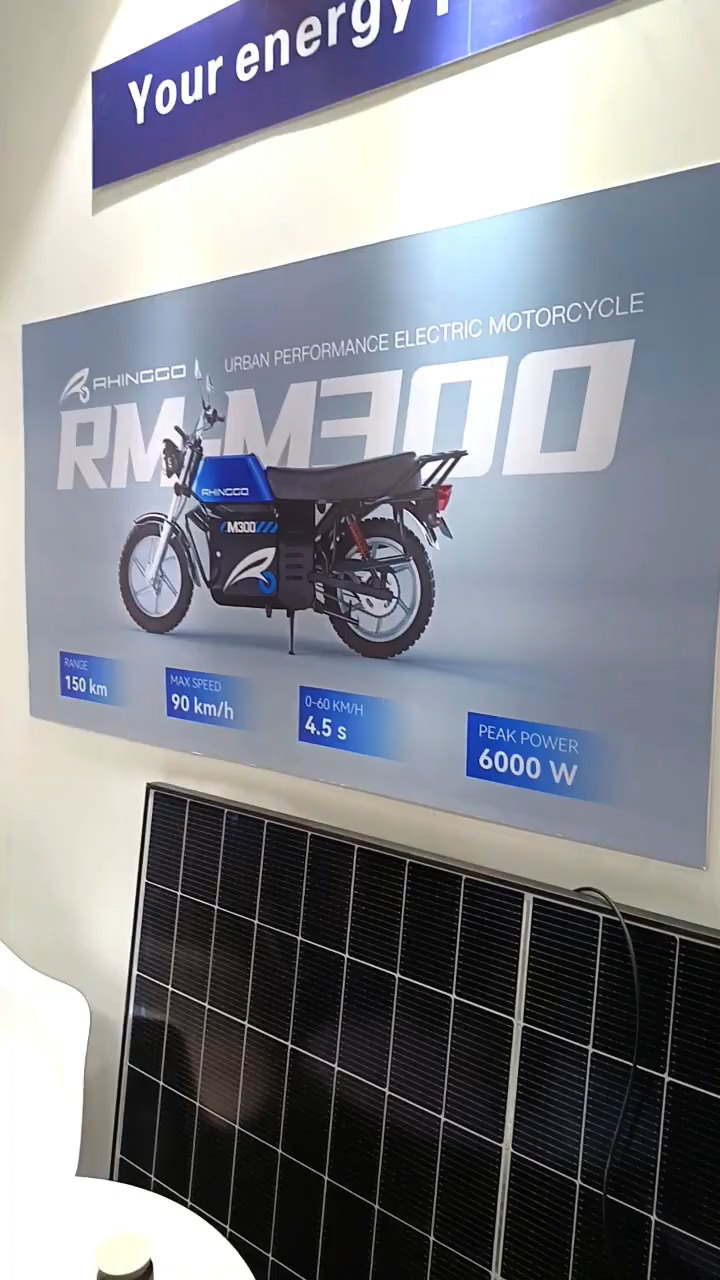 Your energy
URBAN PERFORMANCE ELECTRIC MOTORCYCLE
RHINGGO
RM-M300
RHINGGO
M300
RANGE
150 km
MAX SPEED
90 km/h
0-60 KM/H
4.5 s
PEAK POWER
6000 W